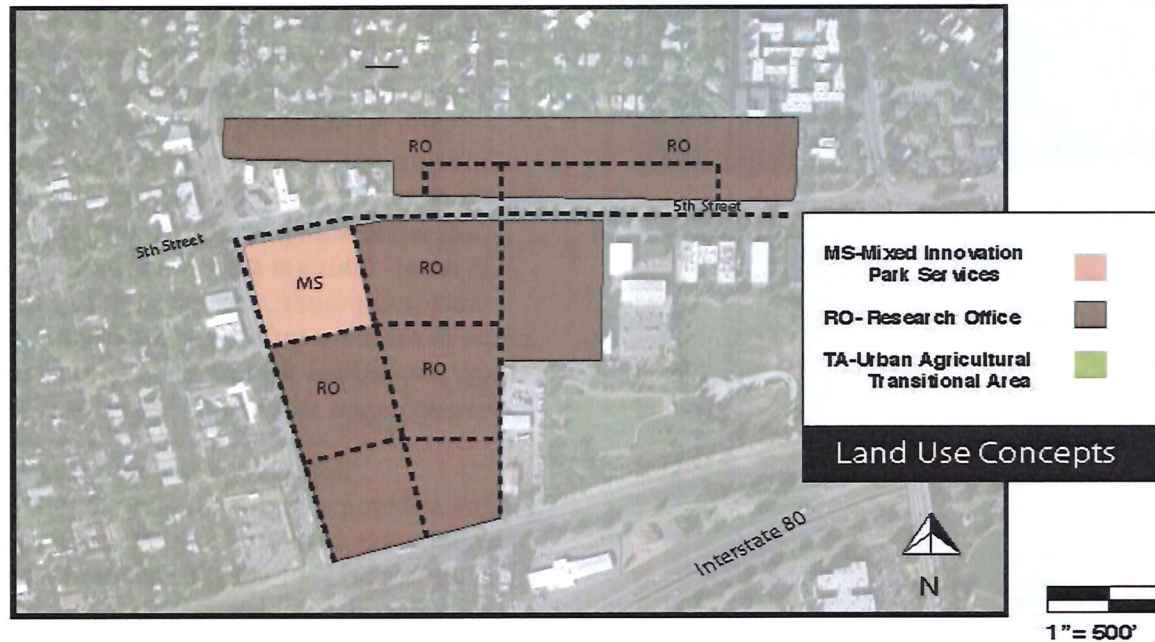 RO
RO
5th Street
5th Street
MS
RO
RO
RO
MS-Mixed Innovation
Park Services
RO- Research Office
TA-Urban Agricultural
Transitional Area
Land Use Concepts
Interstate 80
N
1"= 500'